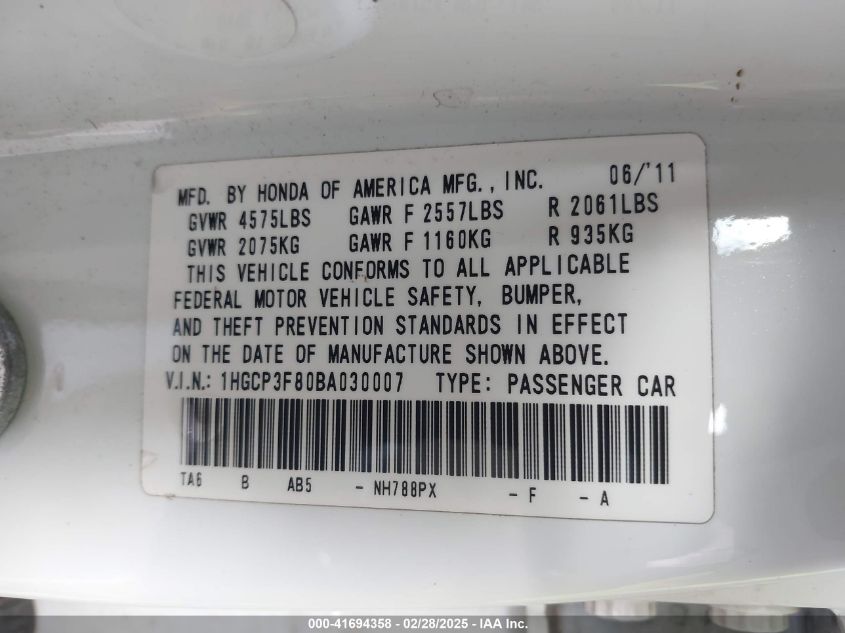 MFD. BY HONDA OF AMERICA MFG., INC. 06/'11
GVWR 4575LBS GAWR F 2557LBS R 2061LBS
GVWR 2075KG GAWR F 1160KG R 935KG
THIS VEHICLE CONFORMS TO ALL APPLICABLE
FEDERAL MOTOR VEHICLE SAFETY, BUMPER,
AND THEFT PREVENTION STANDARDS IN EFFECT
ON THE DATE OF MANUFACTURE SHOWN ABOVE.
V.I.N.: 1HGCP3F80BA030007 TYPE: PASSENGER CAR
TA6 B AB5 - NH788PX - F - A
000-41694358 | 02/28/2025 - IAA Inc.